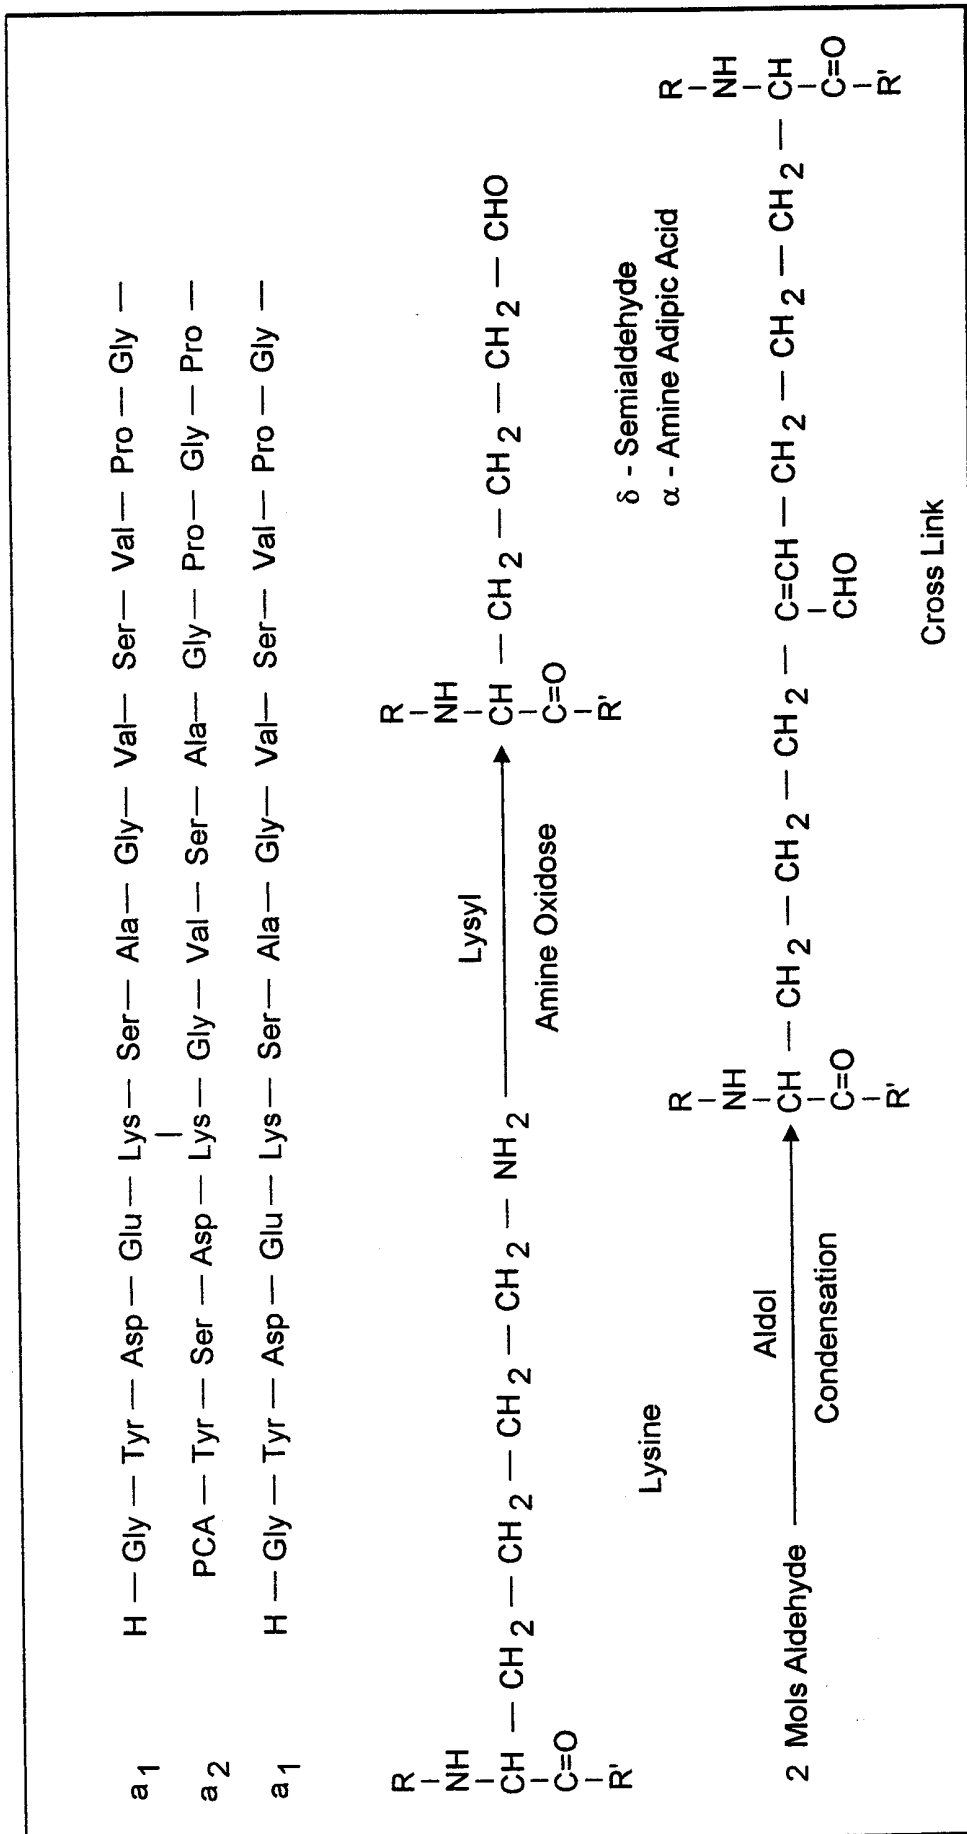 a1 H — Gly — Tyr — Asp — Glu — Lys — Ser — Ala — Gly — Val — Ser — Val — Pro — Gly —
a2 PCA — Tyr — Ser — Asp — Lys — Gly — Val — Ser — Ala — Gly — Pro — Gly — Pro —
a1 H — Gly — Tyr — Asp — Glu — Lys — Ser — Ala — Gly — Val — Ser — Val — Pro — Gly —
R
NH
CH — CH2 — CH2 — CH2 — CH2 — NH2
C=O
R'
Lysine
Lysyl
Amine Oxidose
R
NH
CH — CH2 — CH2 — CH2 — CHO
C=O
R'
δ - Semialdehyde
α - Amine Adipic Acid
2 Mols Aldehyde
Aldol
Condensation
R
NH
CH — CH2 — CH2 — CH2 — C=CH — CH2 — CH2 — CH2 — CH
C=O
R'
CHO
R
NH
C=O
R'
Cross Link